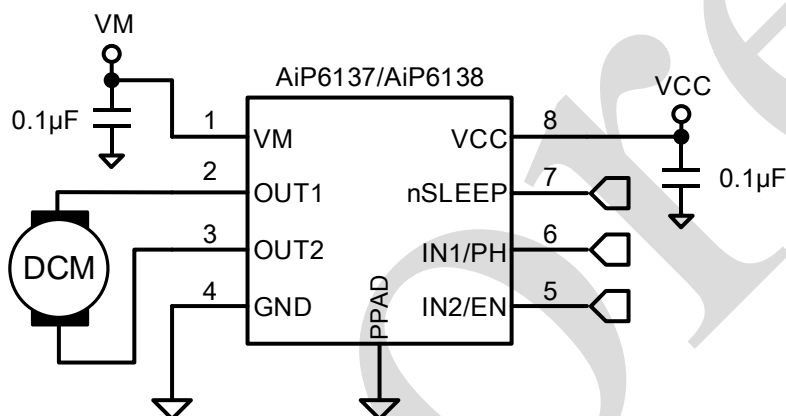 VM
AiP6137/AiP6138
VCC
0.1µF
1
VM
VCC
8
0.1µF
2
OUT1
nSLEEP
7
DCM
3
OUT2
IN1/PH
6
4
GND
PPAD
IN2/EN
5